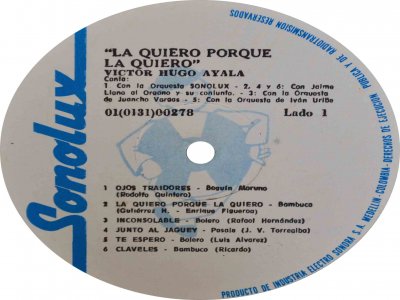 PUBLICA Y DE RADIOTRANSMISION RESERVADOS
"LA QUIERO PORQUE
LA QUIERO"
VICTOR HUGO AYALA
Canta:
1 Con la Orquesta SONOLUX - 2, 4 y 6: Con Jaime
Llano al Organo y su conjunto. - 3: Con la Orquesta
de Juancho Vargas - 5: Con la Orquesta de Iván Uribe
01(0131)00278
Lado 1
Sonolux
1 OJOS TRAIDORES - Beguin Moruno
(Rodolfo Quintero)
2 LA QUIERO PORQUE LA QUIERO - Bambuco
(Gutiérrez H. - Enrique Figueroa)
3 INCONSOLABLE - Bolero (Rafael Hernández)
4 JUNTO AL JAGUEY - Pasaje (J. V. Torrealba)
5 TE ESPERO - Bolero (Luis Alvarez)
6 CLAVELES - Bambuco (Ricardo)
PRODUCTO DE INDUSTRIA ELECTRO SONORA S. A. MEDELLIN - COLOMBIA - DERECHOS DE EJECUCION